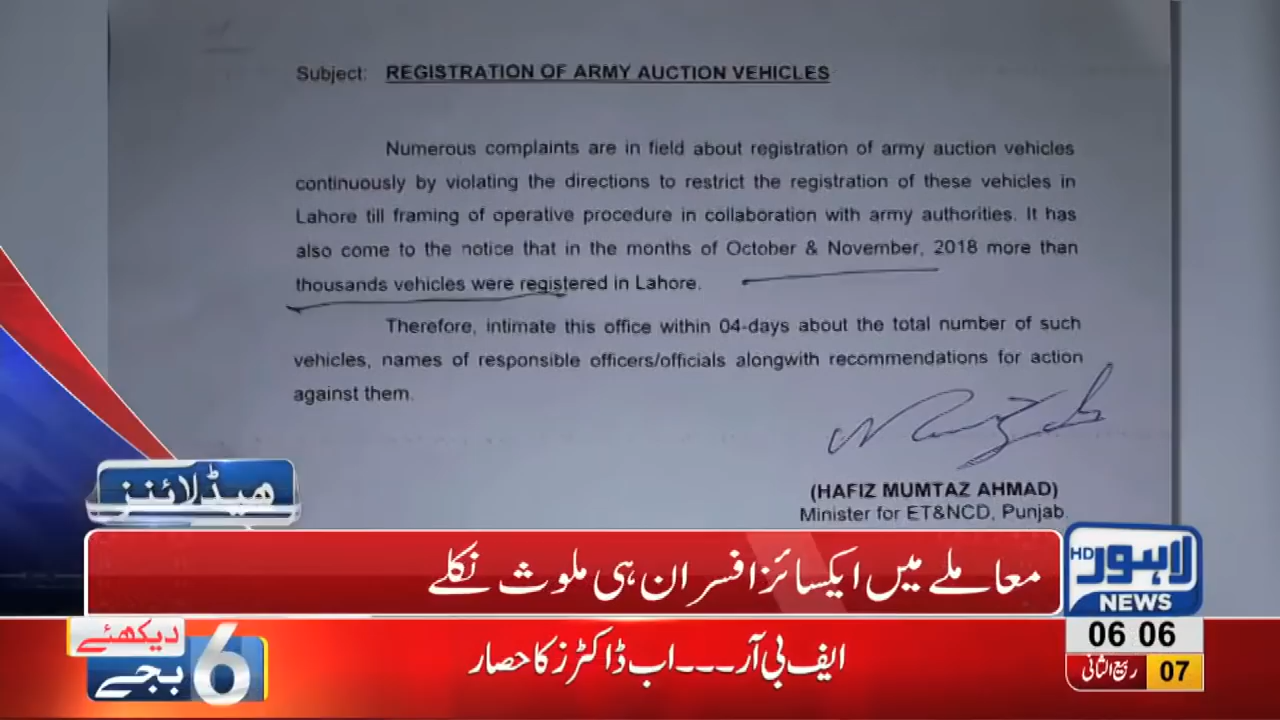 Subject: REGISTRATION OF ARMY AUCTION VEHICLES
Numerous complaints are in field about registration of army auction vehicles
continuously by violating the directions to restrict the registration of these vehicles in
Lahore till framing of operative procedure in collaboration with army authorities. It has
also come to the notice that in the months of October & November, 2018 more than
thousands vehicles were registered in Lahore.
Therefore, intimate this office within 04-days about the total number of such
vehicles, names of responsible officers/officials alongwith recommendations for action
against them.
(HAFIZ MUMTAZ AHMAD)
Minister for ET&NCD, Punjab.
ہیڈلائنز
معاملے میں ایکسائز افسران ہی ملوث نکلے
HD لاہور
NEWS
دیکھئے
6 بجے
ایف بی آر۔۔۔اب ڈاکٹرز کا حصار
06 06
07 ربیع الثانی